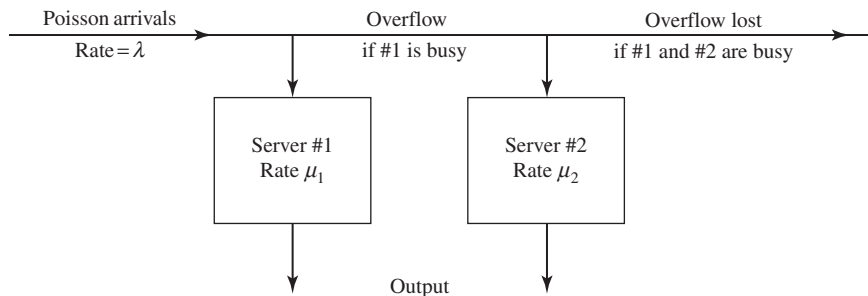 Poisson arrivals
Rate = λ
Overflow
if #1 is busy
Overflow lost
if #1 and #2 are busy
Server #1
Rate μ₁
Server #2
Rate μ₂
Output